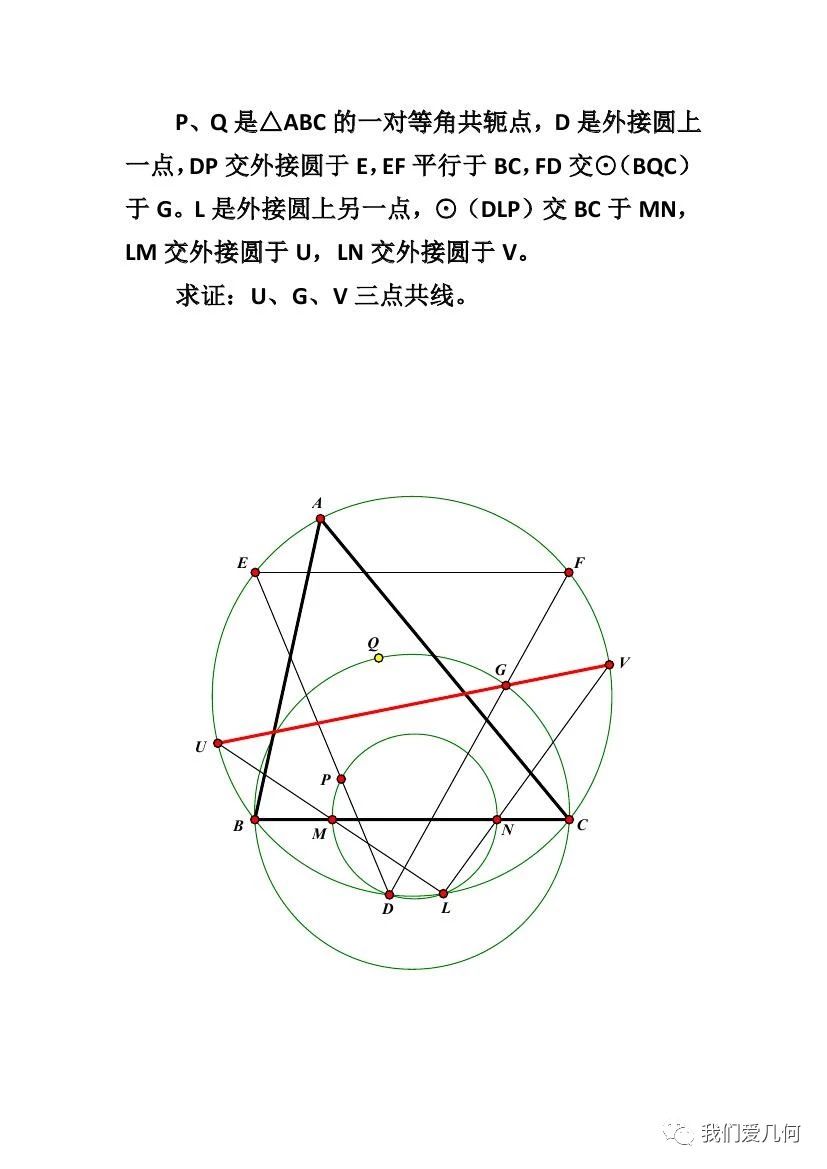 P、Q 是△ABC 的一对等角共轭点，D 是外接圆上
一点，DP 交外接圆于 E，EF 平行于 BC，FD 交⊙（BQC）
于 G。L 是外接圆上另一点，⊙（DLP）交 BC 于 MN，
LM 交外接圆于 U，LN 交外接圆于 V。
求证：U、G、V 三点共线。
A
E
F
Q
G
V
U
P
B
M
N
C
D
L
我们爱几何